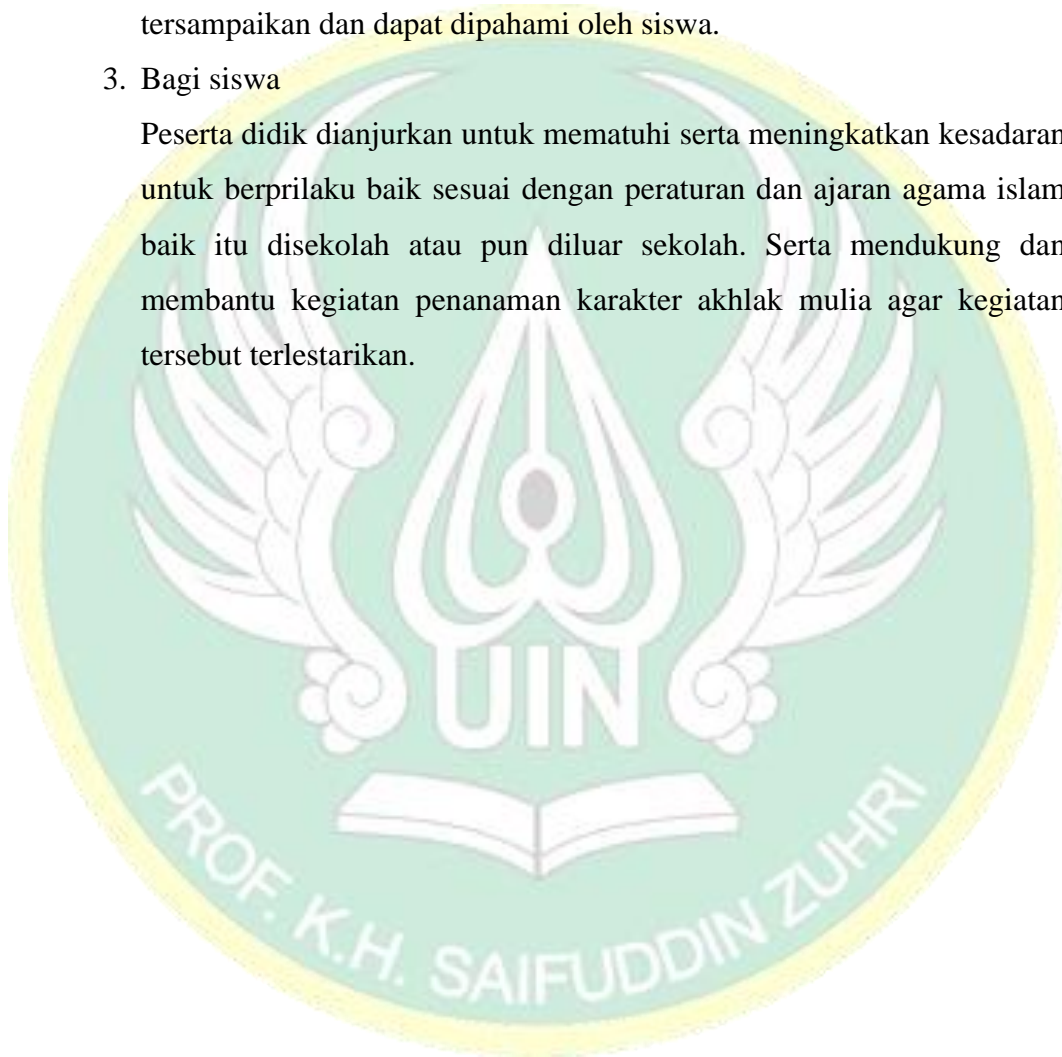 tersampaikan dan dapat dipahami oleh siswa.
3. Bagi siswa
Peserta didik dianjurkan untuk mematuhi serta meningkatkan kesadaran
untuk berprilaku baik sesuai dengan peraturan dan ajaran agama islam
baik itu disekolah atau pun diluar sekolah. Serta mendukung dan
membantu kegiatan penanaman karakter akhlak mulia agar kegiatan
tersebut terlestarikan.
UIN
PROF. K.H. SAIFUDDIN ZUHRI